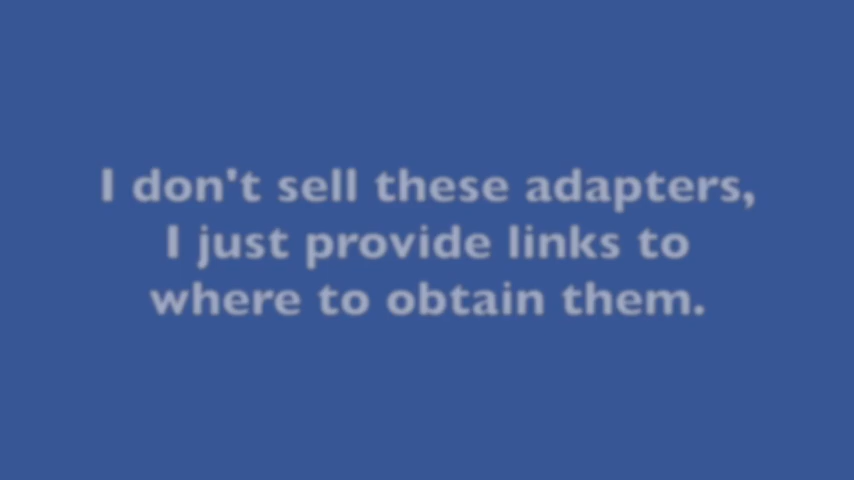 I don't sell these adapters,
I just provide links to
where to obtain them.